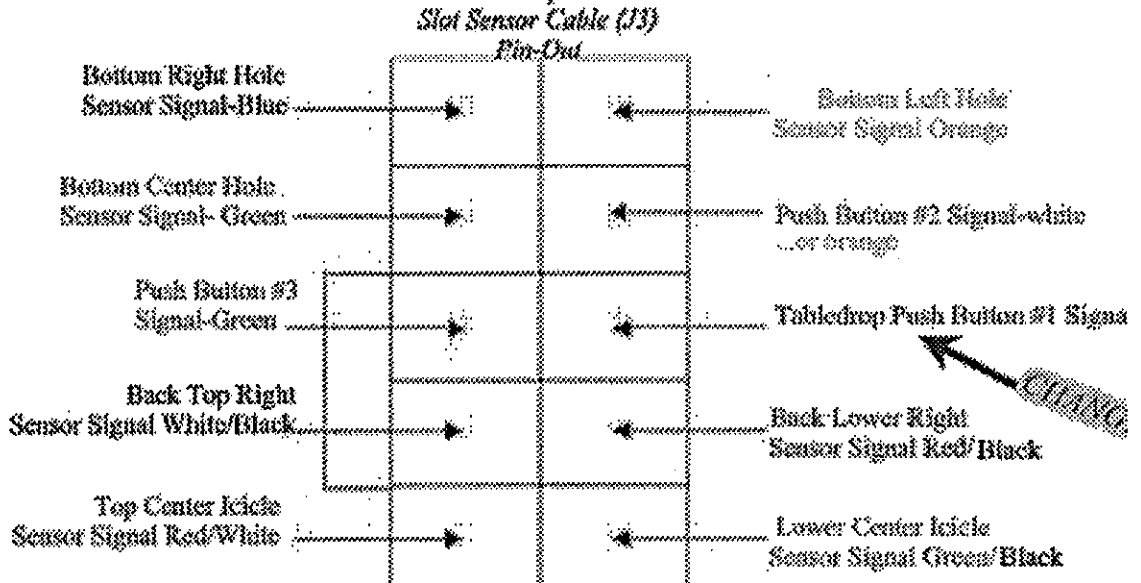 Slot Sensor Cable (J3)
Pin-Out
Bottom Right Hole
Sensor Signal-Blue
Bottom Left Hole
Sensor Signal Orange
Bottom Center Hole
Sensor Signal- Green
Push Button #2 Signal-white
...or orange
Push Button #3
Signal-Green
Tabledrop Push Button #1 Signa
Back Top Right
Sensor Signal White/Black
Back Lower Right
Sensor Signal Red/Black
Top Center Icicle
Sensor Signal Red/White
Lower Center Icicle
Sensor Signal Green/Black